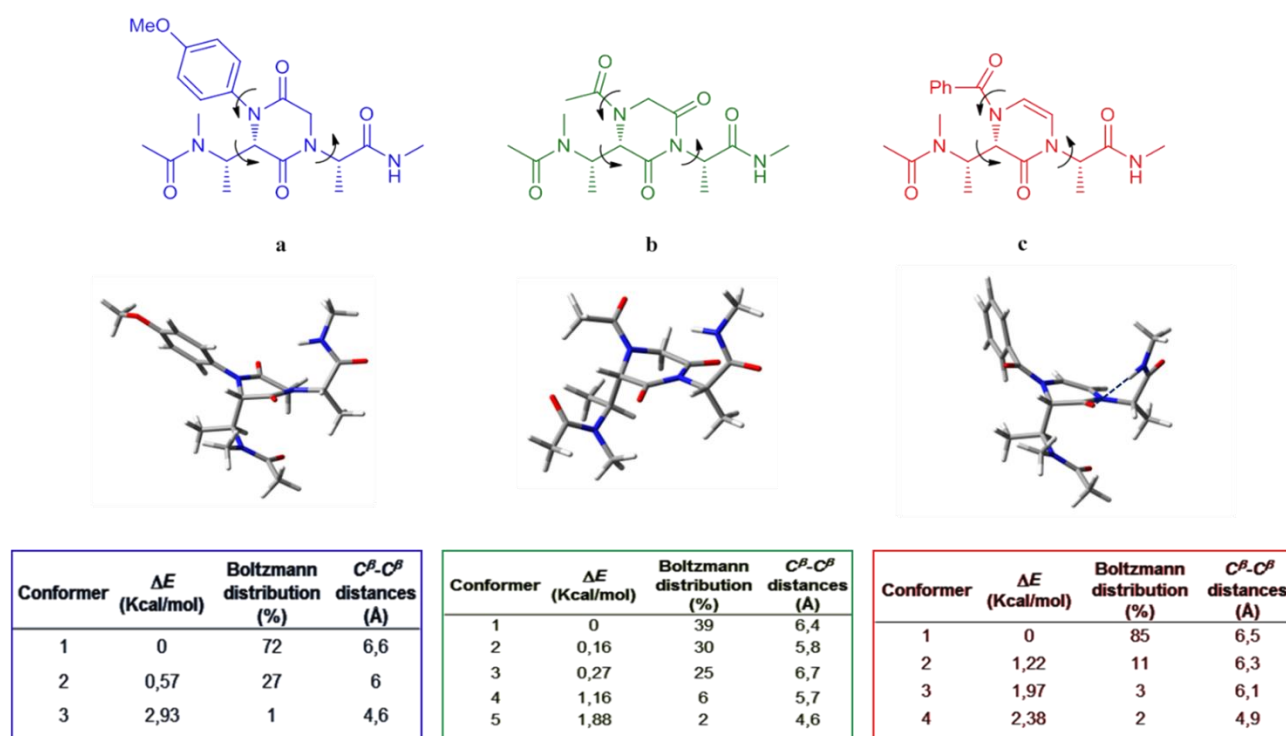 MeO
O
O
O
Ph
N
O
N
O
N
O
N
O
N
N
N
N
N
N
H
N
H
N
H
O
O
O
O
O
O
a
b
c
Conformer ΔE (Kcal/mol) Boltzmann distribution (%) Cᵝ-Cᵝ distances (Å)
1 0 72 6,6
2 0,57 27 6
3 2,93 1 4,6
Conformer ΔE (Kcal/mol) Boltzmann distribution (%) Cᵝ-Cᵝ distances (Å)
1 0 39 6,4
2 0,16 30 5,8
3 0,27 25 6,7
4 1,16 6 5,7
5 1,88 2 4,6
Conformer ΔE (Kcal/mol) Boltzmann distribution (%) Cᵝ-Cᵝ distances (Å)
1 0 85 6,5
2 1,22 11 6,3
3 1,97 3 6,1
4 2,38 2 4,9